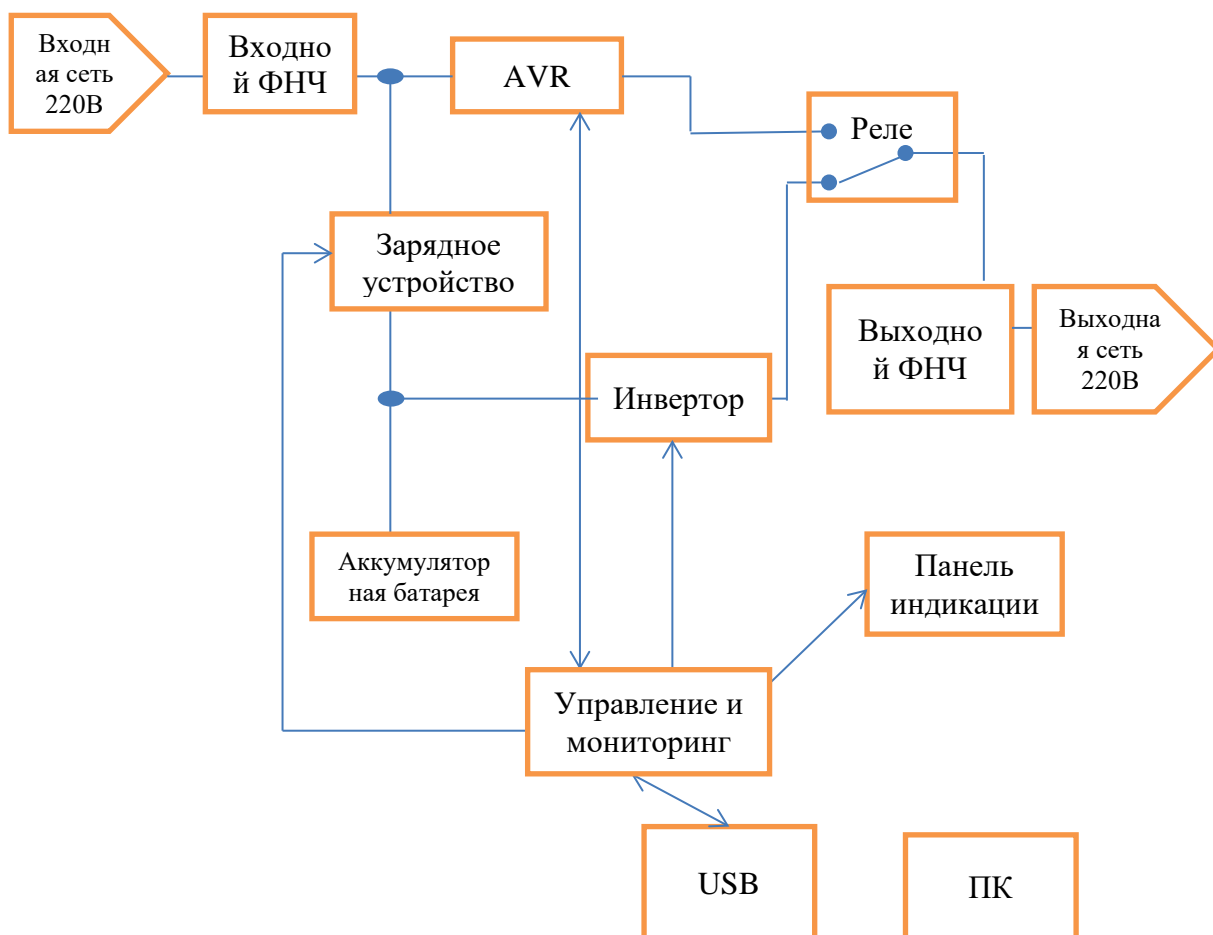 Входн
ая сеть
220В
Входно
й ФНЧ
AVR
Реле
Зарядное
устройство
Выходно
й ФНЧ
Выходна
я сеть
220В
Инвертор
Аккумулятор
ная батарея
Панель
индикации
Управление и
мониторинг
USB
ПК